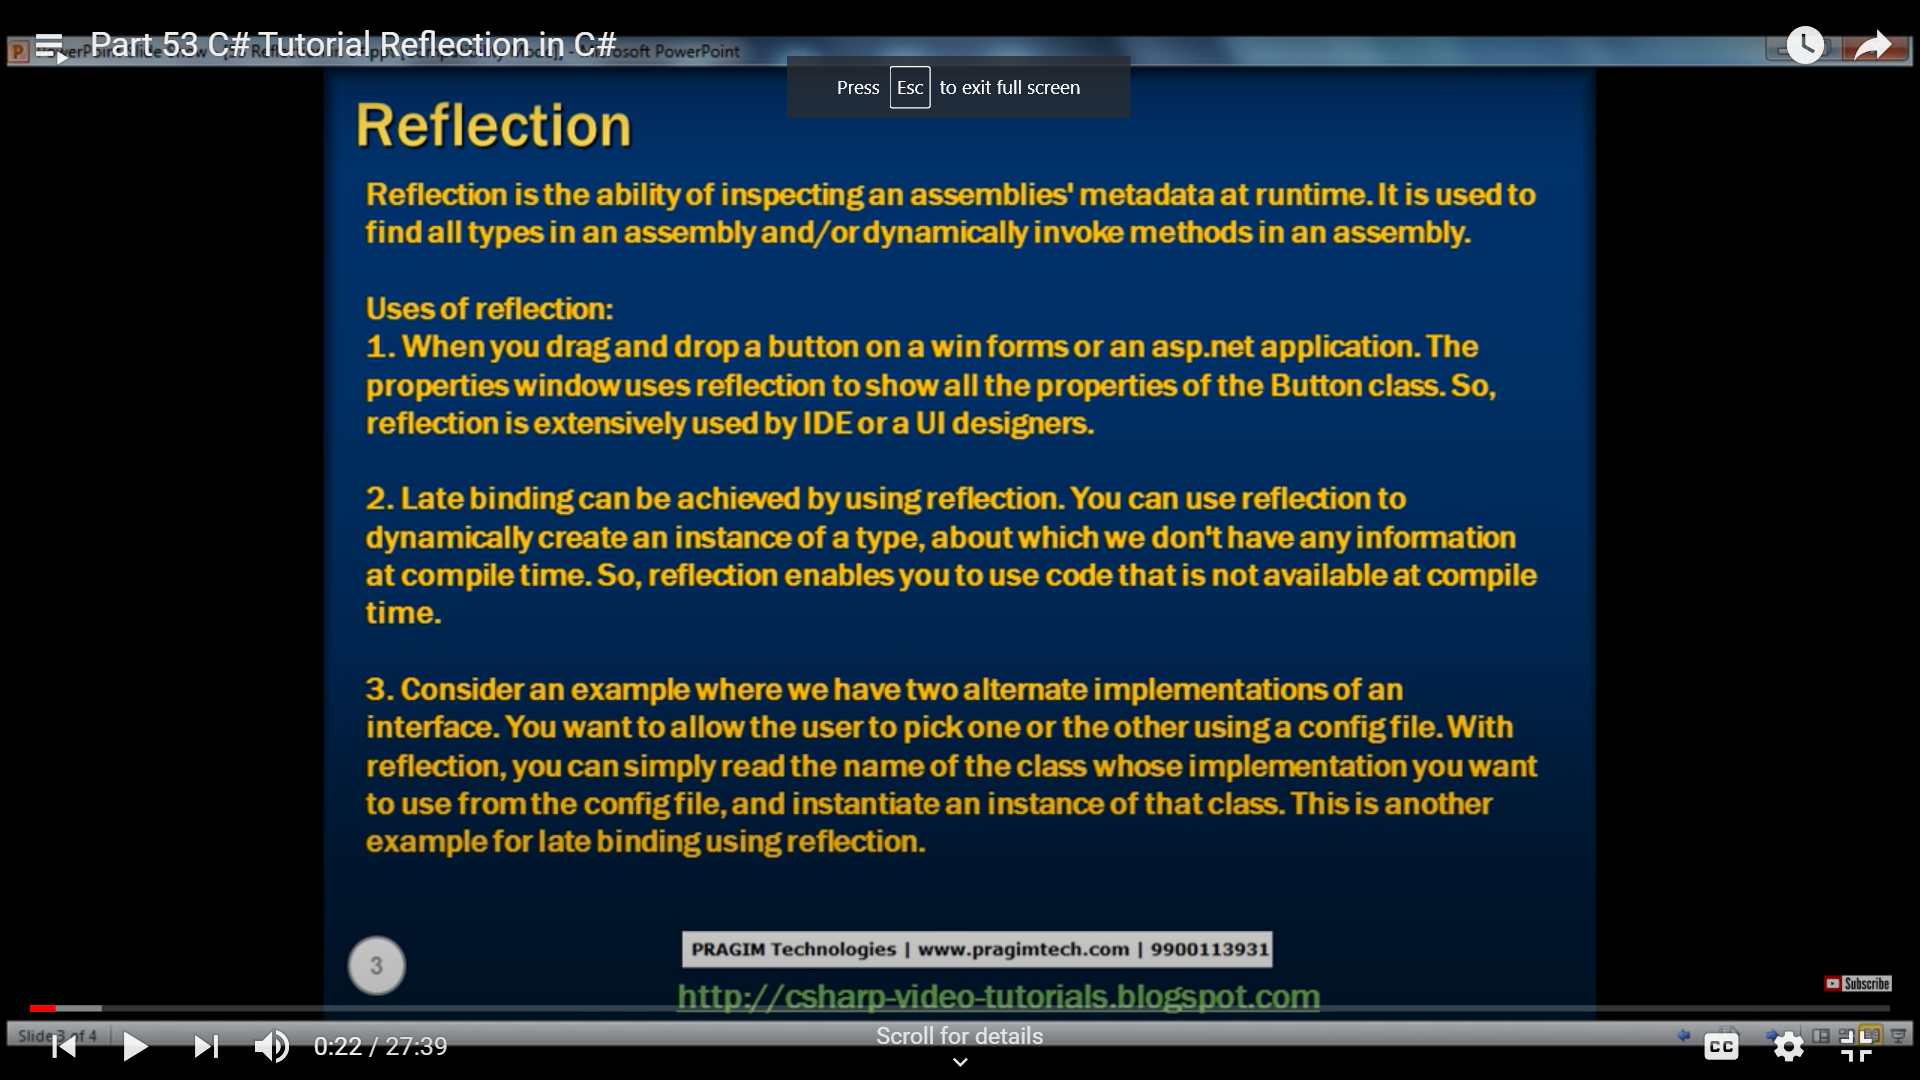 Part 53 C# Tutorial Reflection in C#
Microsoft PowerPoint
Press Esc to exit full screen
Reflection
Reflection is the ability of inspecting an assemblies' metadata at runtime. It is used to
find all types in an assembly and/or dynamically invoke methods in an assembly.
Uses of reflection:
1. When you drag and drop a button on a win forms or an asp.net application. The
properties window uses reflection to show all the properties of the Button class. So,
reflection is extensively used by IDE or a UI designers.
2. Late binding can be achieved by using reflection. You can use reflection to
dynamically create an instance of a type, about which we don't have any information
at compile time. So, reflection enables you to use code that is not available at compile
time.
3. Consider an example where we have two alternate implementations of an
interface. You want to allow the user to pick one or the other using a config file. With
reflection, you can simply read the name of the class whose implementation you want
to use from the config file, and instantiate an instance of that class. This is another
example for late binding using reflection.
3
PRAGIM Technologies | www.pragimtech.com | 9900113931
Subscribe
http://csharp-video-tutorials.blogspot.com
Slide 3 of 4
0:22 / 27:39
Scroll for details
CC